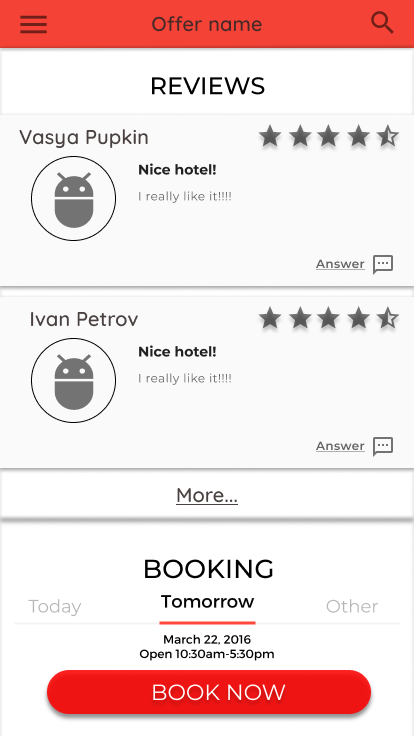 Offer name
REVIEWS
Vasya Pupkin
Nice hotel!
I really like it!!!!
Answer
Ivan Petrov
Nice hotel!
I really like it!!!!
Answer
More...
BOOKING
Today
Tomorrow
Other
March 22, 2016
Open 10:30am-5:30pm
BOOK NOW